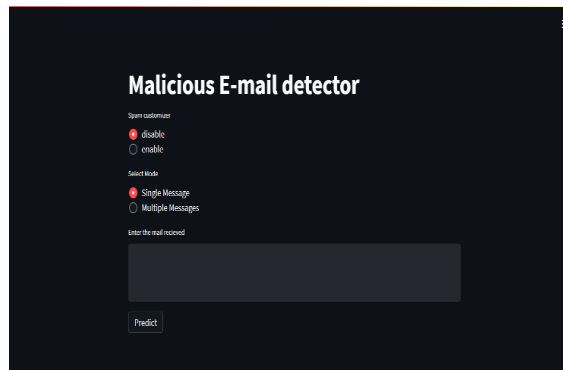 Malicious E-mail detector
Spam customizer
disable
enable
Select Mode
Single Message
Multiple Messages
Enter the mail recieved
Predict